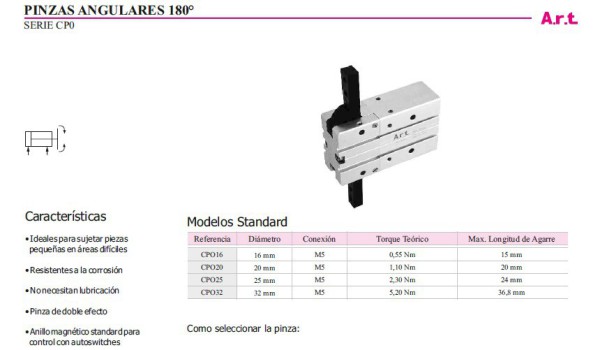 PINZAS ANGULARES 180°
SERIE CP0
A.r.t.
A r t.
Características
• Ideales para sujetar piezas
pequeñas en áreas difíciles
• Resistentes a la corrosión
• No necesitan lubricación
• Pinza de doble efecto
• Anillo magnético standard para
control con autoswitches
Modelos Standard
Referencia Diámetro Conexión Torque Teórico Max. Longitud de Agarre
CPO16 16 mm M5 0,55 Nm 15 mm
CPO20 20 mm M5 1,10 Nm 20 mm
CPO25 25 mm M5 2,30 Nm 24 mm
CPO32 32 mm M5 5,20 Nm 36,8 mm
Como seleccionar la pinza: